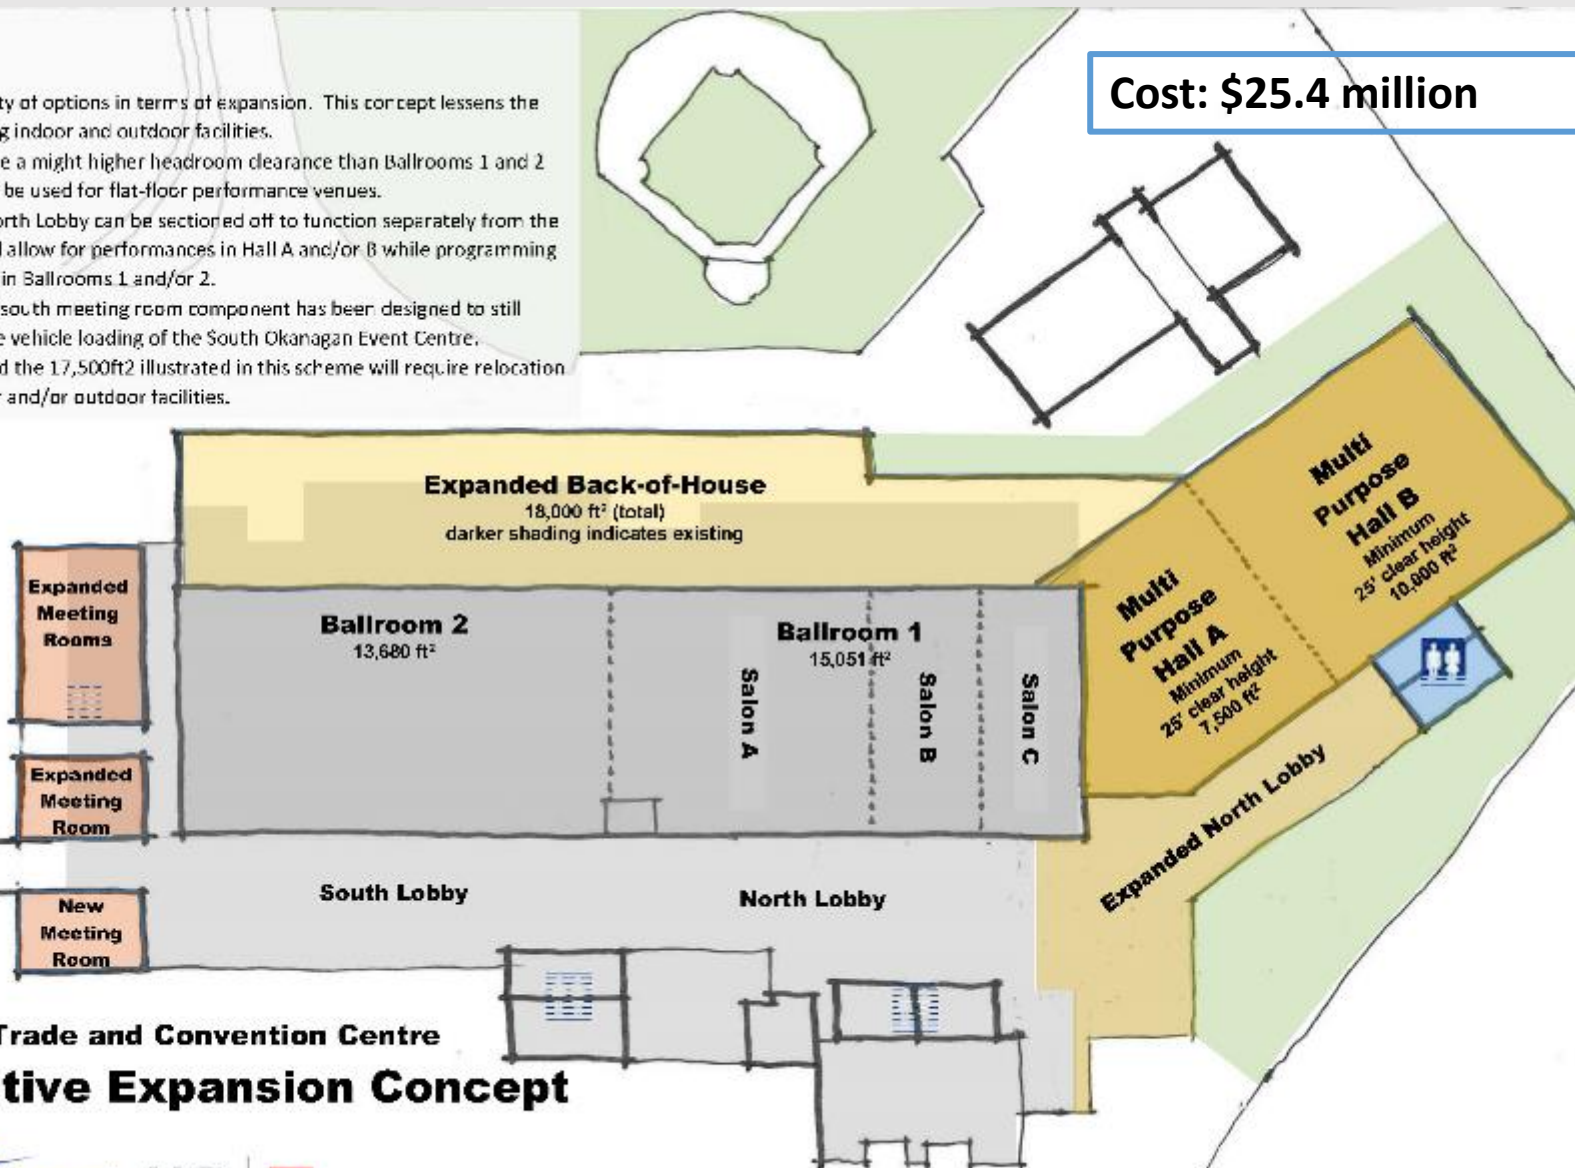 Cost: $25.4 million
ty of options in terms of expansion. This concept lessens the
g indoor and outdoor facilities.
e a might higher headroom clearance than Ballrooms 1 and 2
be used for flat-floor performance venues.
orth Lobby can be sectioned off to function separately from the
d allow for performances in Hall A and/or B while programming
in Ballrooms 1 and/or 2.
south meeting room component has been designed to still
e vehicle loading of the South Okanagan Event Centre.
d the 17,500ft2 illustrated in this scheme will require relocation
r and/or outdoor facilities.
Expanded Back-of-House
18,000 ft² (total)
darker shading indicates existing
Multi
Purpose
Hall B
Minimum
25' clear height
10,000 ft²
Multi
Purpose
Hall A
Minimum
25' clear height
7,500 ft²
Expanded
Meeting
Rooms
Ballroom 2
13,680 ft²
Ballroom 1
15,051 ft²
Salon A
Salon B
Salon C
Expanded
Meeting
Room
Expanded North Lobby
New
Meeting
Room
South Lobby
North Lobby
Trade and Convention Centre
tive Expansion Concept